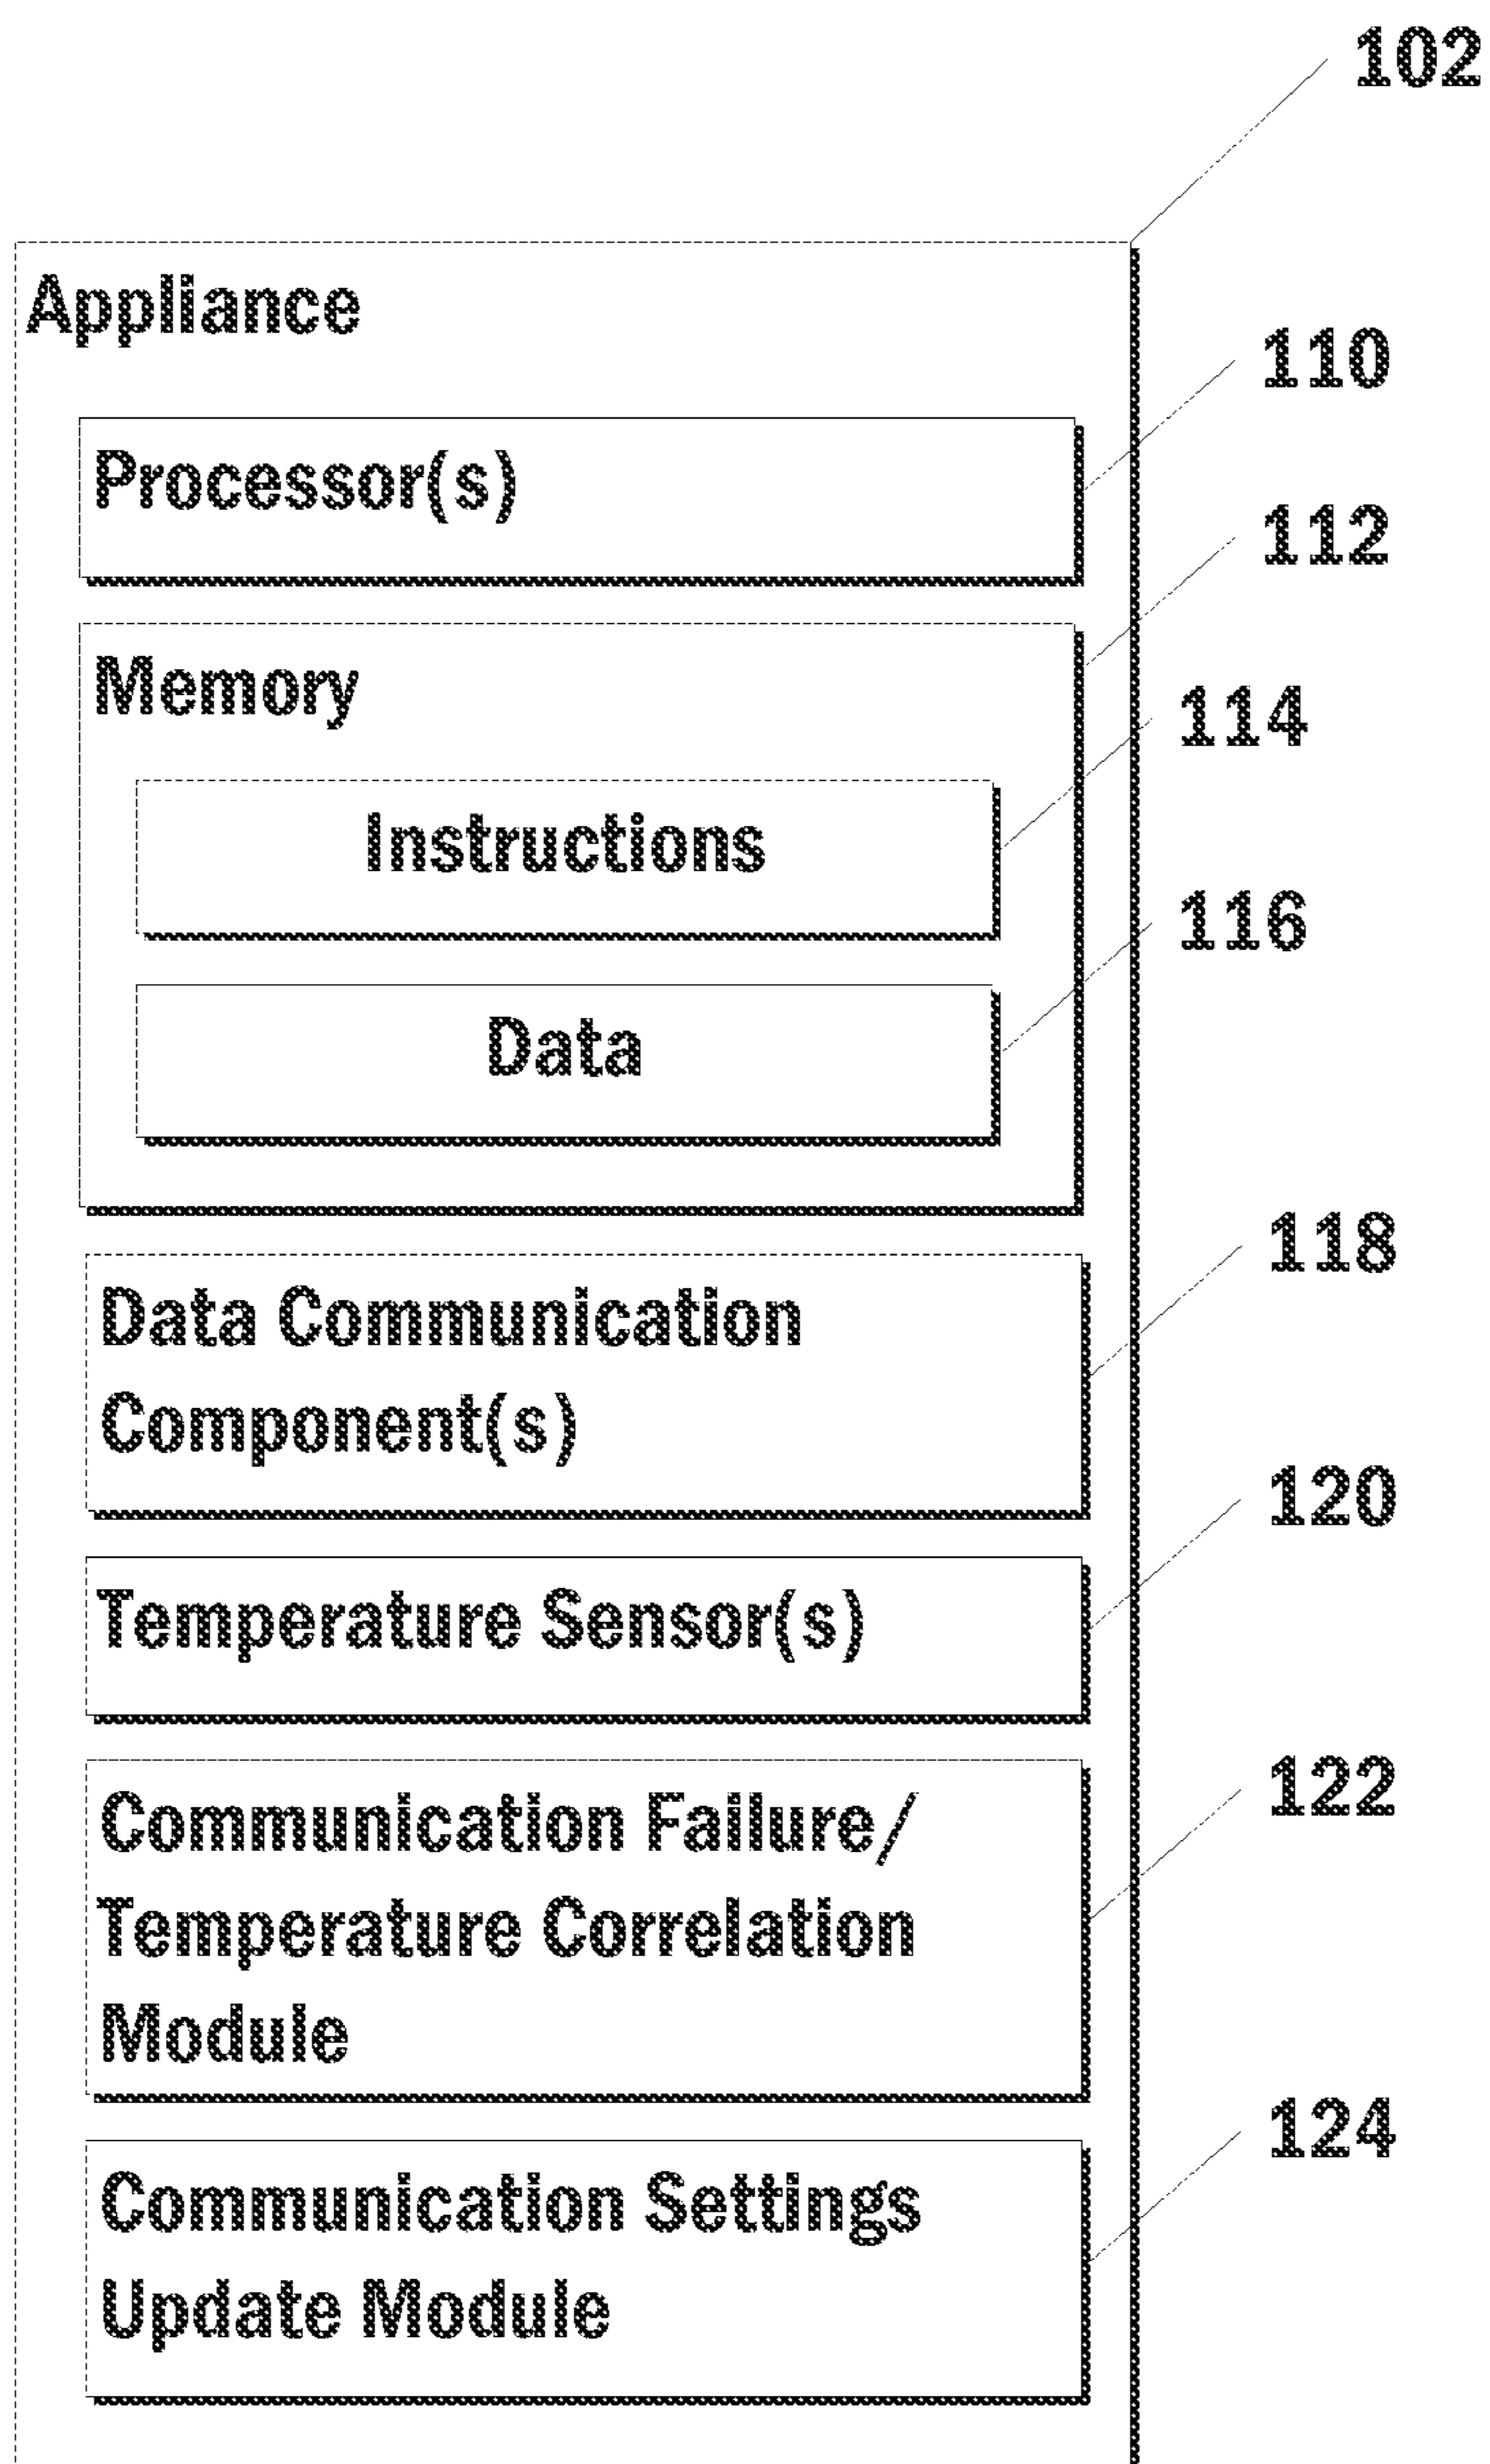 102
Appliance
110
Processor(s)
112
Memory
114
Instructions
116
Data
118
Data Communication
Component(s)
120
Temperature Sensor(s)
122
Communication Failure/
Temperature Correlation
Module
124
Communication Settings
Update Module